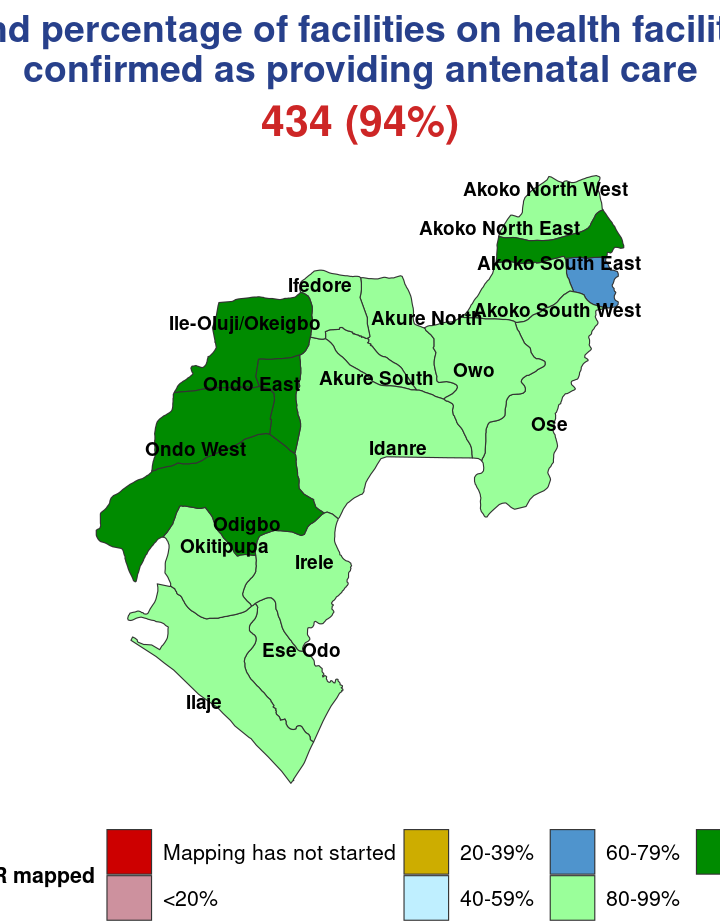 percentage of facilities on health
confirmed as providing antenatal care
434 (94%)
Akoko North West
Akoko North East
Akoko South East
Ifedore
Akoko South West
Akure North
Ile-Oluji/Okeigbo
Owo
Akure South
Ondo East
Ose
Idanre
Ondo West
Odigbo
Okitipupa
Irele
Ese Odo
Ilaje
Mapping has not started
20-39%
60-79%
mapped
<20%
40-59%
80-99%